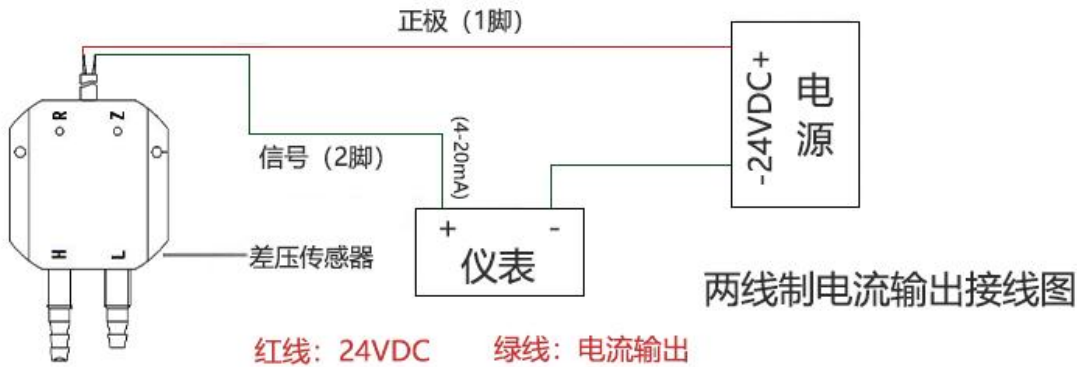 正极（1脚）
-24VDC+
电源
R
Z
(4-20mA)
信号（2脚）
+
-
仪表
H
L
差压传感器
两线制电流输出接线图
红线：24VDC
绿线：电流输出